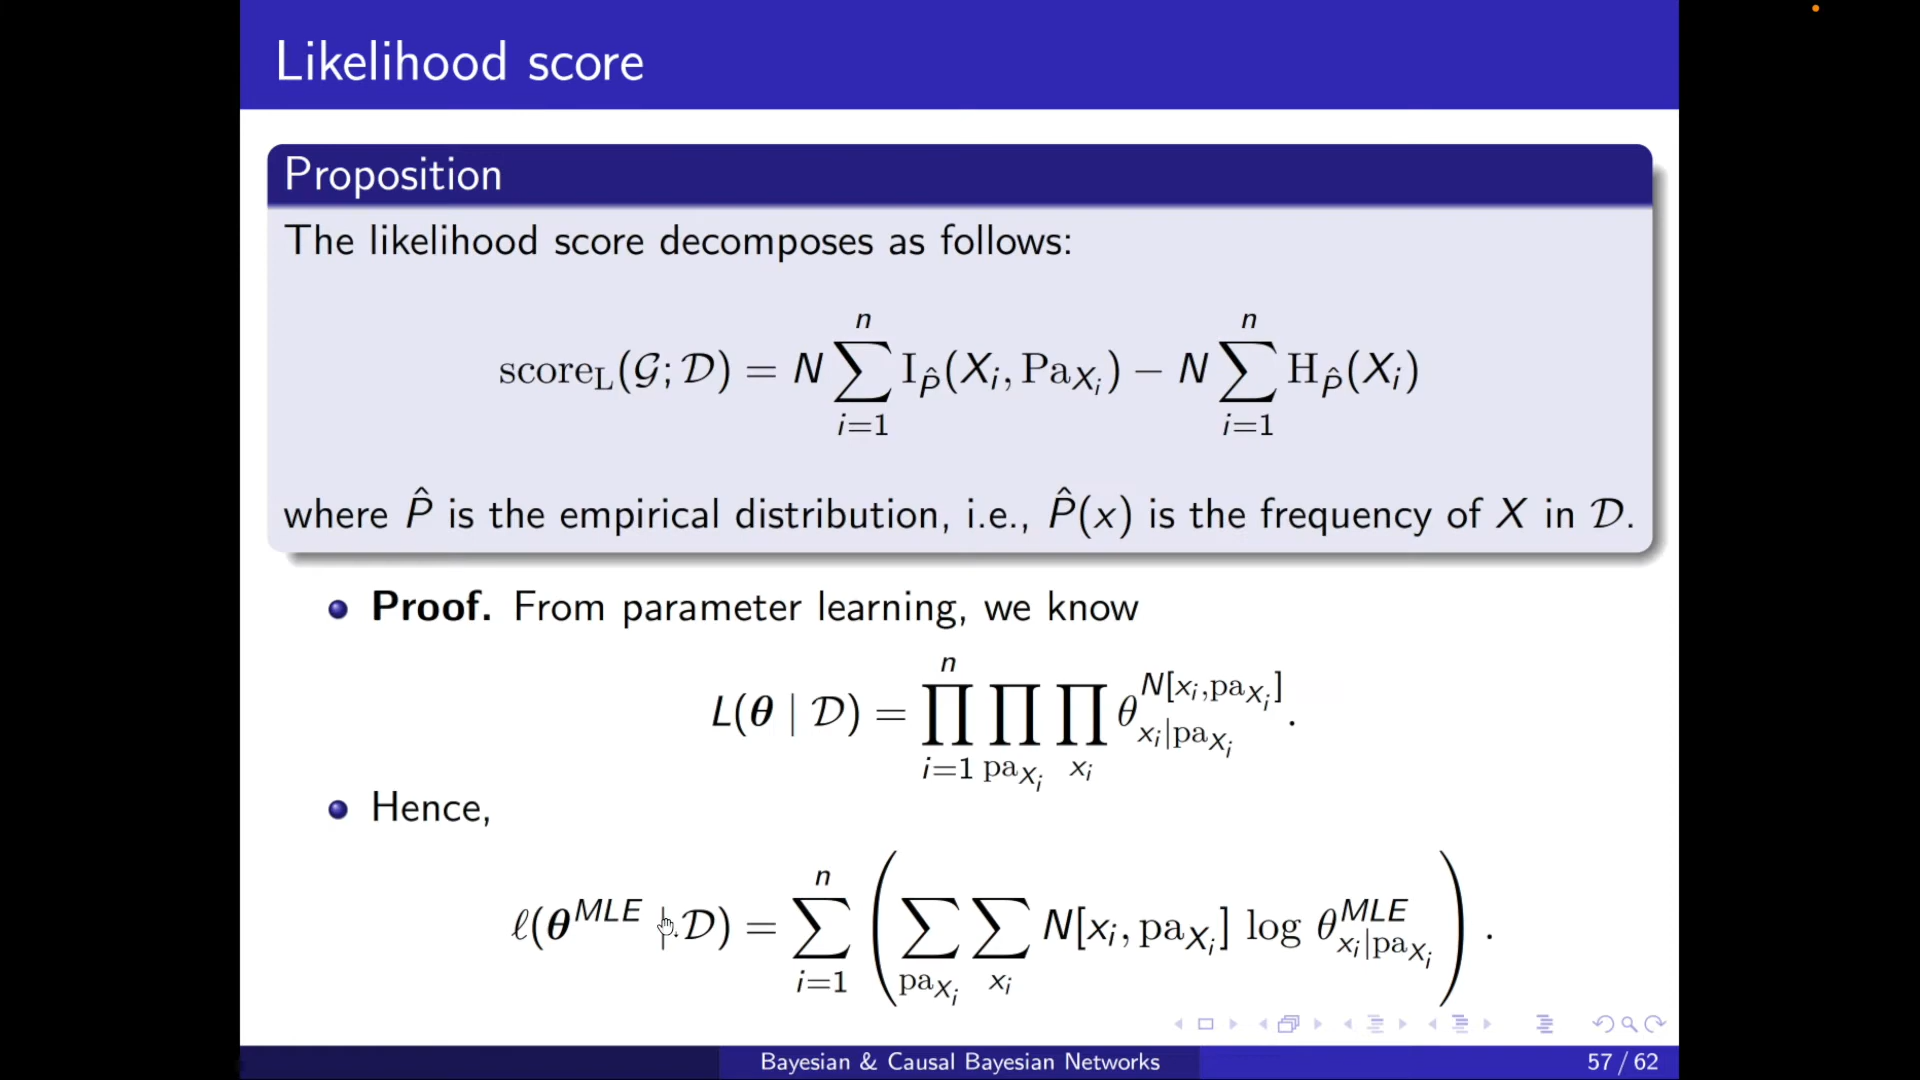 Likelihood score
Proposition
The likelihood score decomposes as follows:
score_L(𝒢; 𝒟) = N ∑_{i=1}^{n} I_{P̂}(X_i, Pa_{X_i}) − N ∑_{i=1}^{n} H_{P̂}(X_i)
where P̂ is the empirical distribution, i.e., P̂(x) is the frequency of X in 𝒟.
Proof. From parameter learning, we know
L(θ | 𝒟) = ∏_{i=1}^{n} ∏_{pa_{X_i}} ∏_{x_i} θ_{x_i|pa_{X_i}}^{N[x_i,pa_{X_i}]}.
Hence,
ℓ(θ^{MLE} | 𝒟) = ∑_{i=1}^{n} ( ∑_{pa_{X_i}} ∑_{x_i} N[x_i, pa_{X_i}] log θ^{MLE}_{x_i|pa_{X_i}} ) .
Bayesian & Causal Bayesian Networks
57 / 62